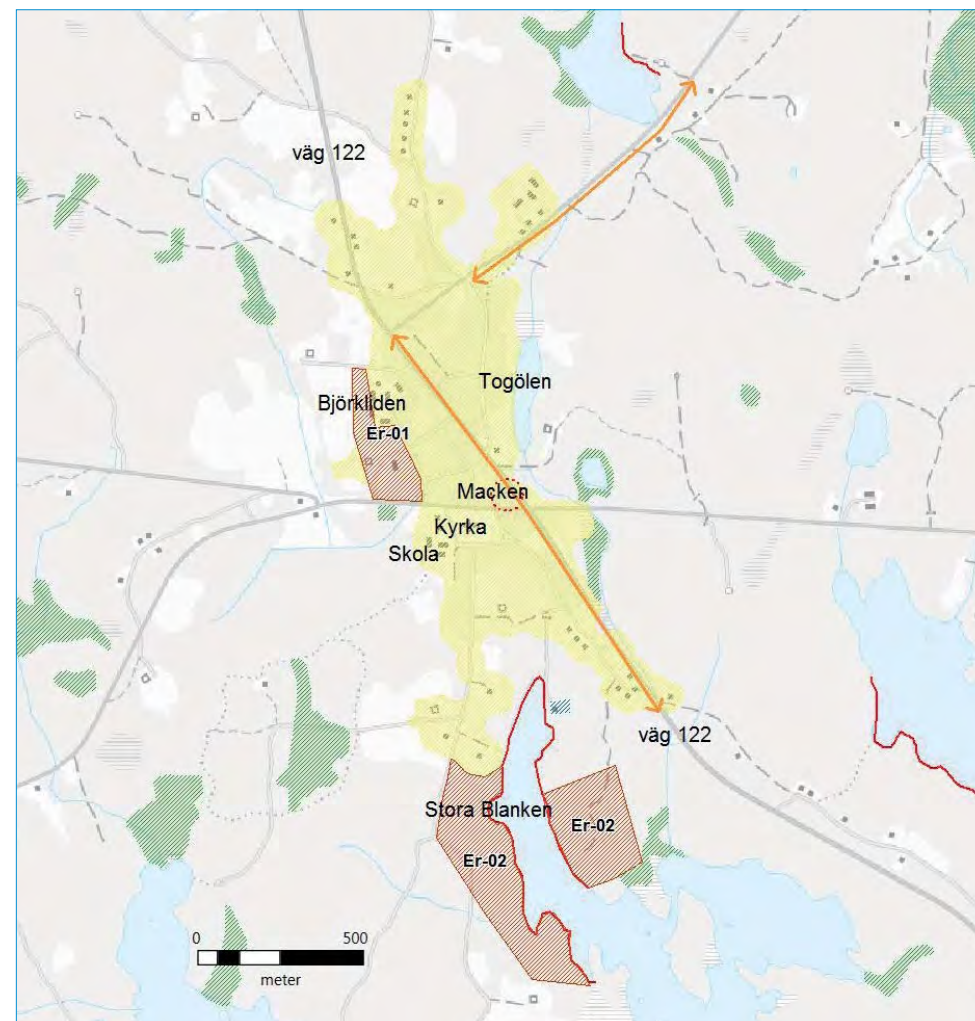 väg 122
Togölen
Björkliden
Er-01
Macken
Kyrka
Skola
väg 122
Stora Blanken
Er-02
Er-02
0 500
meter